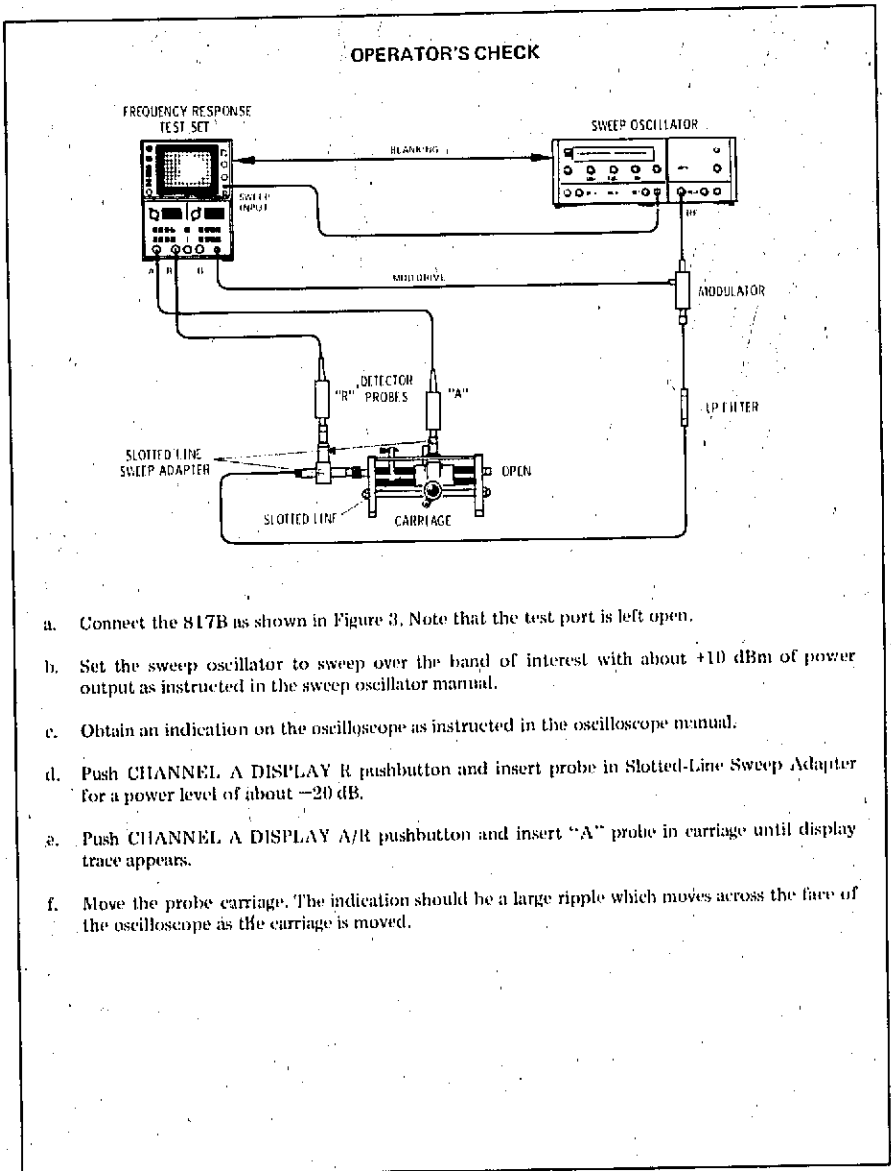 OPERATOR'S CHECK
FREQUENCY RESPONSE
TEST SET
SWEEP OSCILLATOR
BLANKING
SWEEP
INPUT
RF
A R B
MOD DRIVE
MODULATOR
DETECTOR
"R" PROBES "A"
LP FILTER
SLOTTED LINE
SWEEP ADAPTER
OPEN
SLOTTED LINE
CARRIAGE
a. Connect the 817B as shown in Figure 3. Note that the test port is left open.
b. Set the sweep oscillator to sweep over the band of interest with about +10 dBm of power
output as instructed in the sweep oscillator manual.
c. Obtain an indication on the oscilloscope as instructed in the oscilloscope manual.
d. Push CHANNEL A DISPLAY R pushbutton and insert probe in Slotted-Line Sweep Adapter
for a power level of about −20 dB.
e. Push CHANNEL A DISPLAY A/R pushbutton and insert "A" probe in carriage until display
trace appears.
f. Move the probe carriage. The indication should be a large ripple which moves across the face of
the oscilloscope as the carriage is moved.